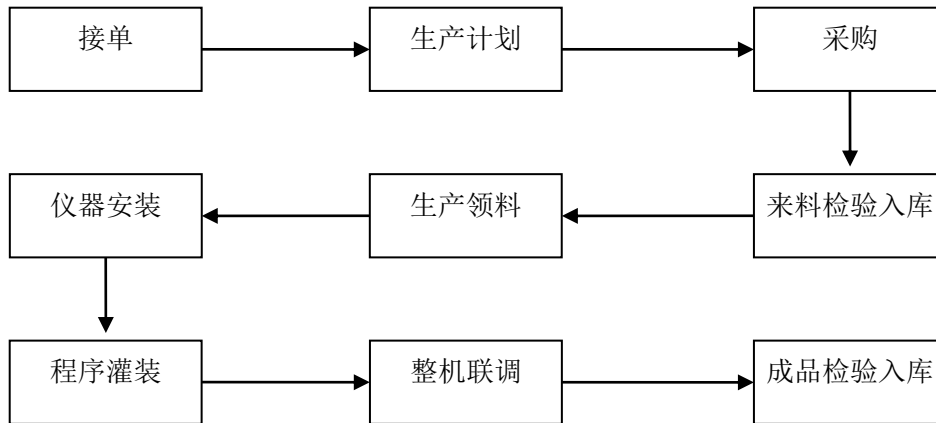 接单
生产计划
采购
来料检验入库
生产领料
仪器安装
程序灌装
整机联调
成品检验入库